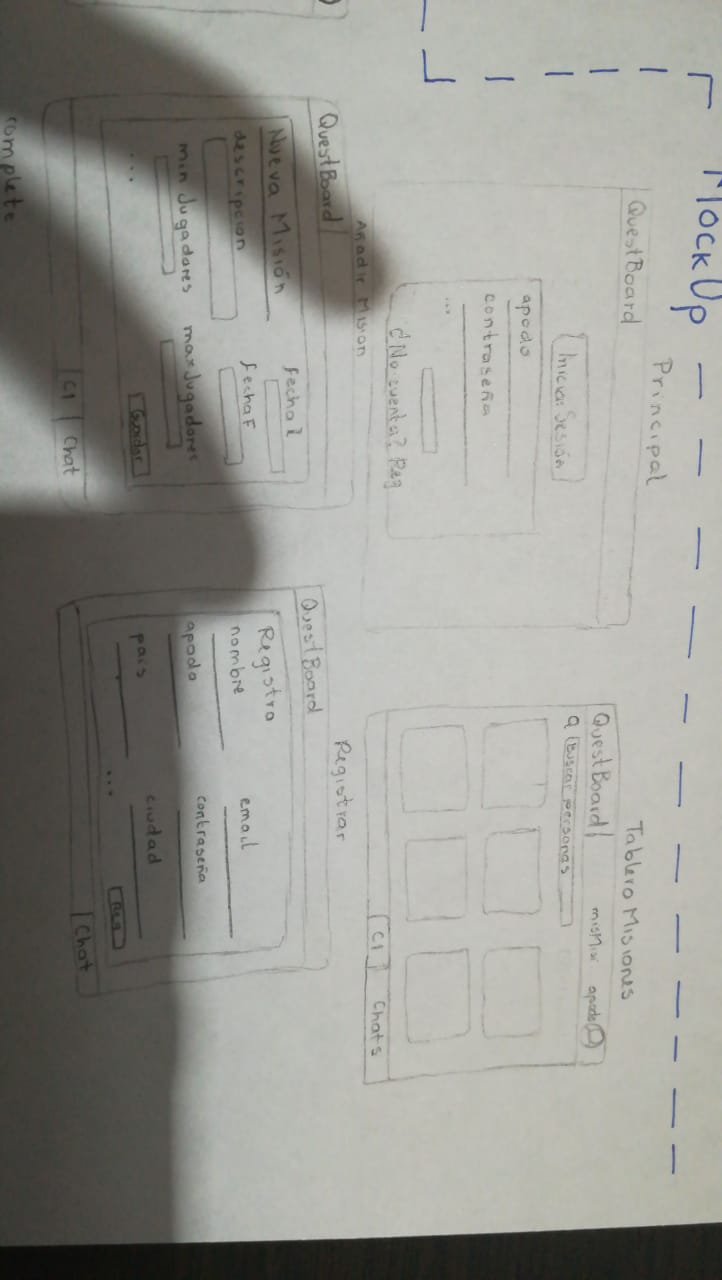 MockUp
Principal
QuestBoard
Iniciar Sesión
apodo
contraseña
...
¿No cuenta? Reg
Tablero Misiones
QuestBoard
misMis
apodo
Buscar personas
C1
Chats
Añadir Mision
QuestBoard
Nueva Misión
descripcion
fechaI
fechaF
min Jugadores
maxJugadores
...
Guardar
C1
Chat
Registrar
QuestBoard
Registro
nombre
email
apodo
contraseña
pais
ciudad
...
Reg
Chat
complete